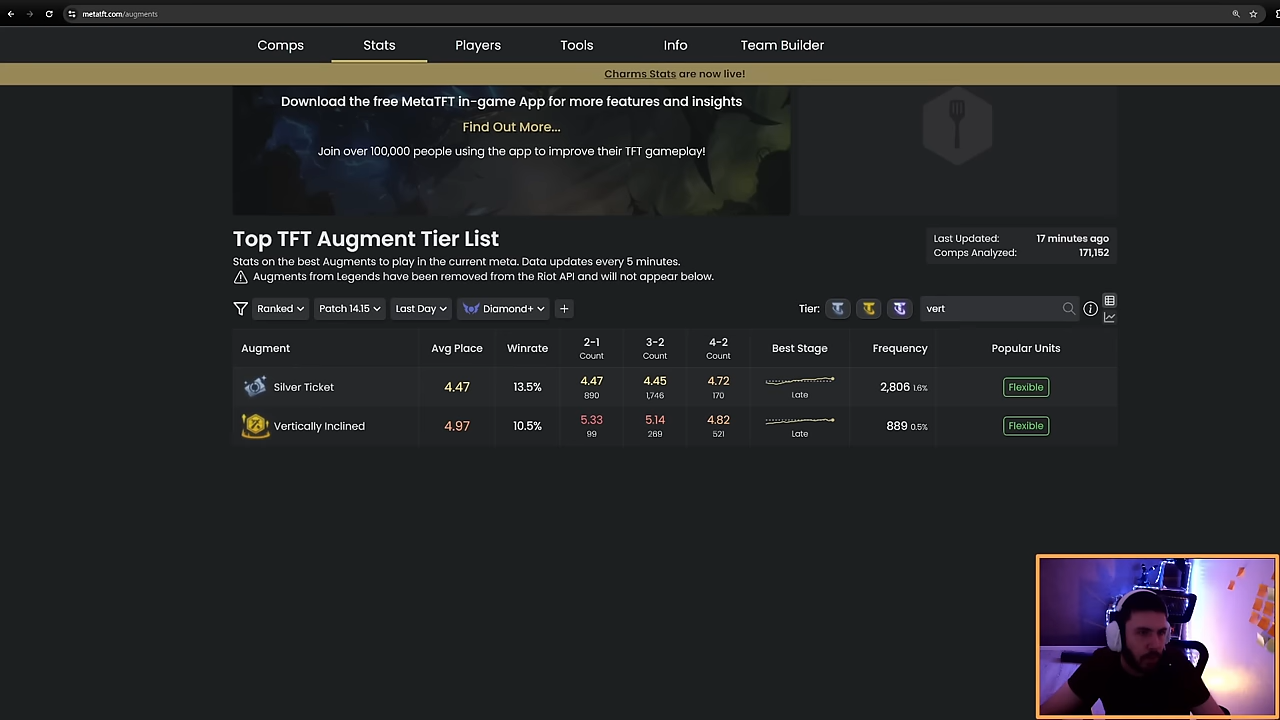 metatft.com/augments
Comps Stats Players Tools Info Team Builder
Charms Stats are now live!
Download the free MetaTFT in-game App for more features and insights
Find Out More...
Join over 100,000 people using the app to improve their TFT gameplay!
Top TFT Augment Tier List
Last Updated: 17 minutes ago
Comps Analyzed: 171,152
Stats on the best Augments to play in the current meta. Data updates every 5 minutes.
Augments from Legends have been removed from the Riot API and will not appear below.
Ranked Patch 14.15 Last Day Diamond+ + Tier: vert
Augment Avg Place Winrate 2-1 Count 3-2 Count 4-2 Count Best Stage Frequency Popular Units
Silver Ticket 4.47 13.5% 4.47 890 4.45 1,746 4.72 170 Late 2,806 1.6% Flexible
Vertically Inclined 4.97 10.5% 5.33 99 5.14 269 4.82 521 Late 889 0.5% Flexible